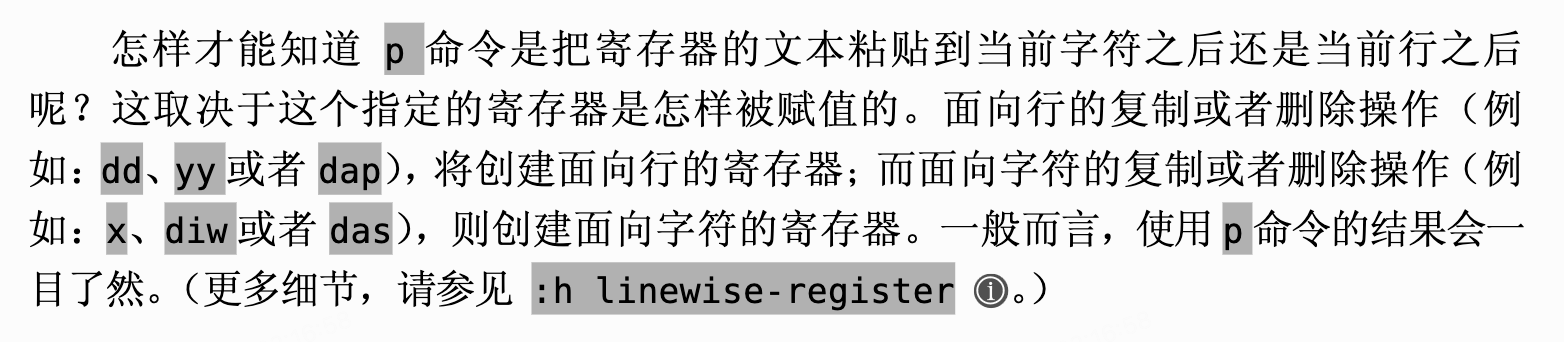 怎样才能知道 p 命令是把寄存器的文本粘贴到当前字符之后还是当前行之后
呢？这取决于这个指定的寄存器是怎样被赋值的。面向行的复制或者删除操作（例
如：dd、yy 或者 dap），将创建面向行的寄存器；而面向字符的复制或者删除操作（例
如：x、diw 或者 das），则创建面向字符的寄存器。一般而言，使用 p 命令的结果会一
目了然。（更多细节，请参见 :h linewise-register ⓘ。）